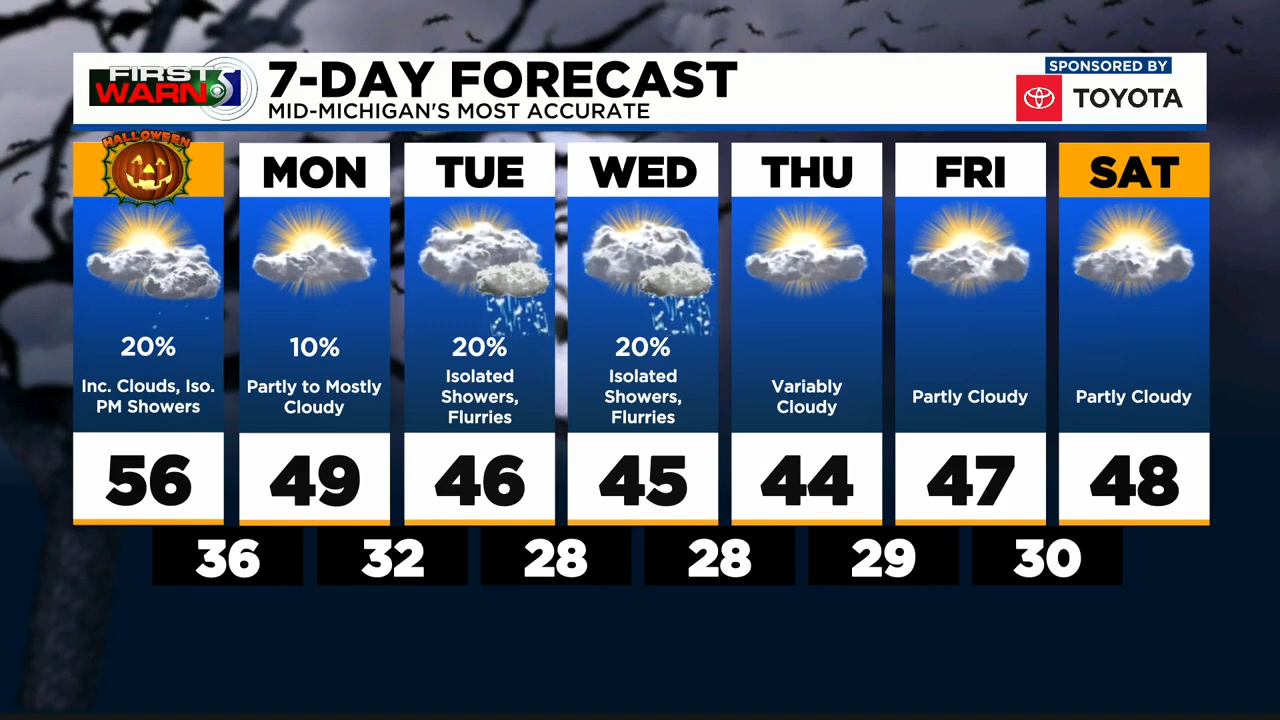 FIRST
WARN 5
7-DAY FORECAST
MID-MICHIGAN'S MOST ACCURATE
SPONSORED BY
TOYOTA
HALLOWEEN
MON
TUE
WED
THU
FRI
SAT
20%
Inc. Clouds, Iso.
PM Showers
10%
Partly to Mostly
Cloudy
20%
Isolated
Showers,
Flurries
20%
Isolated
Showers,
Flurries
Variably
Cloudy
Partly Cloudy
Partly Cloudy
56
49
46
45
44
47
48
36
32
28
28
29
30